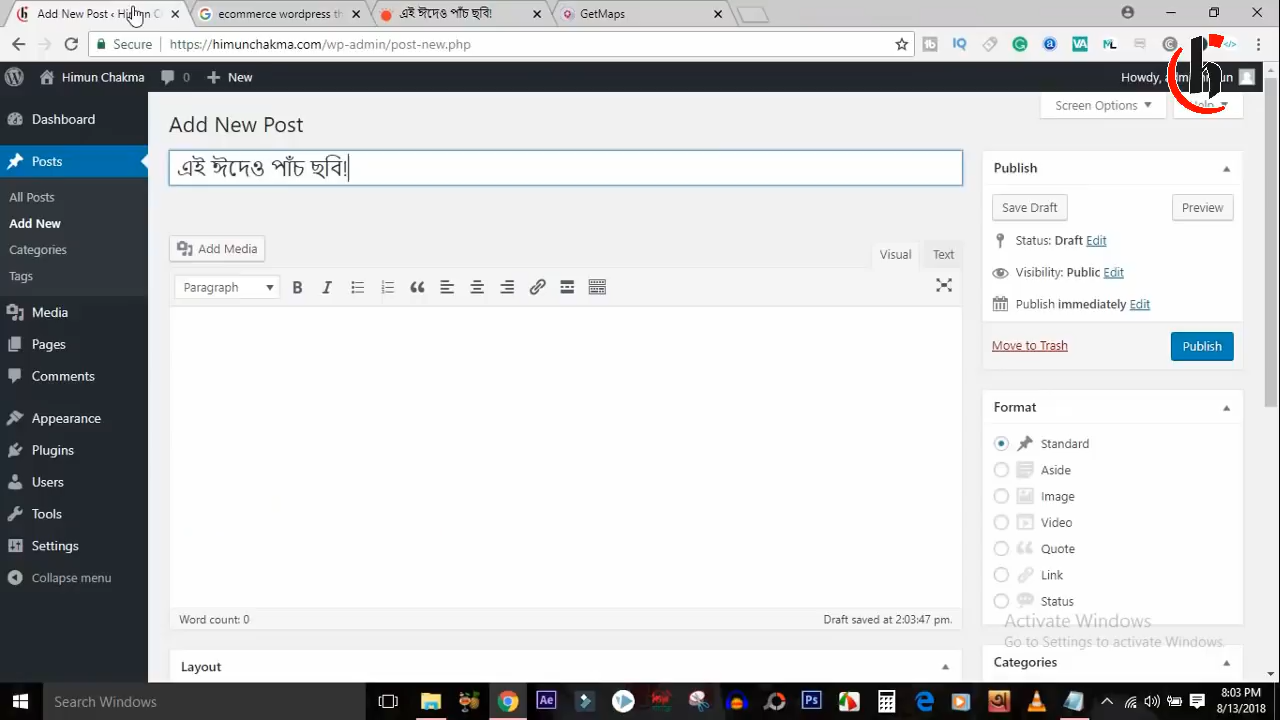 Add New Post ‹ Himun C
ecommerce wordpress th
এই ঈদেও পাঁচ ছবি!
GetMaps
Secure
https://himunchakma.com/wp-admin/post-new.php
Himun Chakma
0
New
Howdy,
Dashboard
Posts
All Posts
Add New
Categories
Tags
Media
Pages
Comments
Appearance
Plugins
Users
Tools
Settings
Collapse menu
Screen Options
Help
Add New Post
এই ঈদেও পাঁচ ছবি!
Add Media
Visual
Text
Paragraph
Word count: 0
Draft saved at 2:03:47 pm.
Layout
Publish
Save Draft
Preview
Status: Draft Edit
Visibility: Public Edit
Publish immediately Edit
Move to Trash
Publish
Format
Standard
Aside
Image
Video
Quote
Link
Status
Activate Windows
Go to Settings to activate Windows.
Categories
Search Windows
8:03 PM
8/13/2018